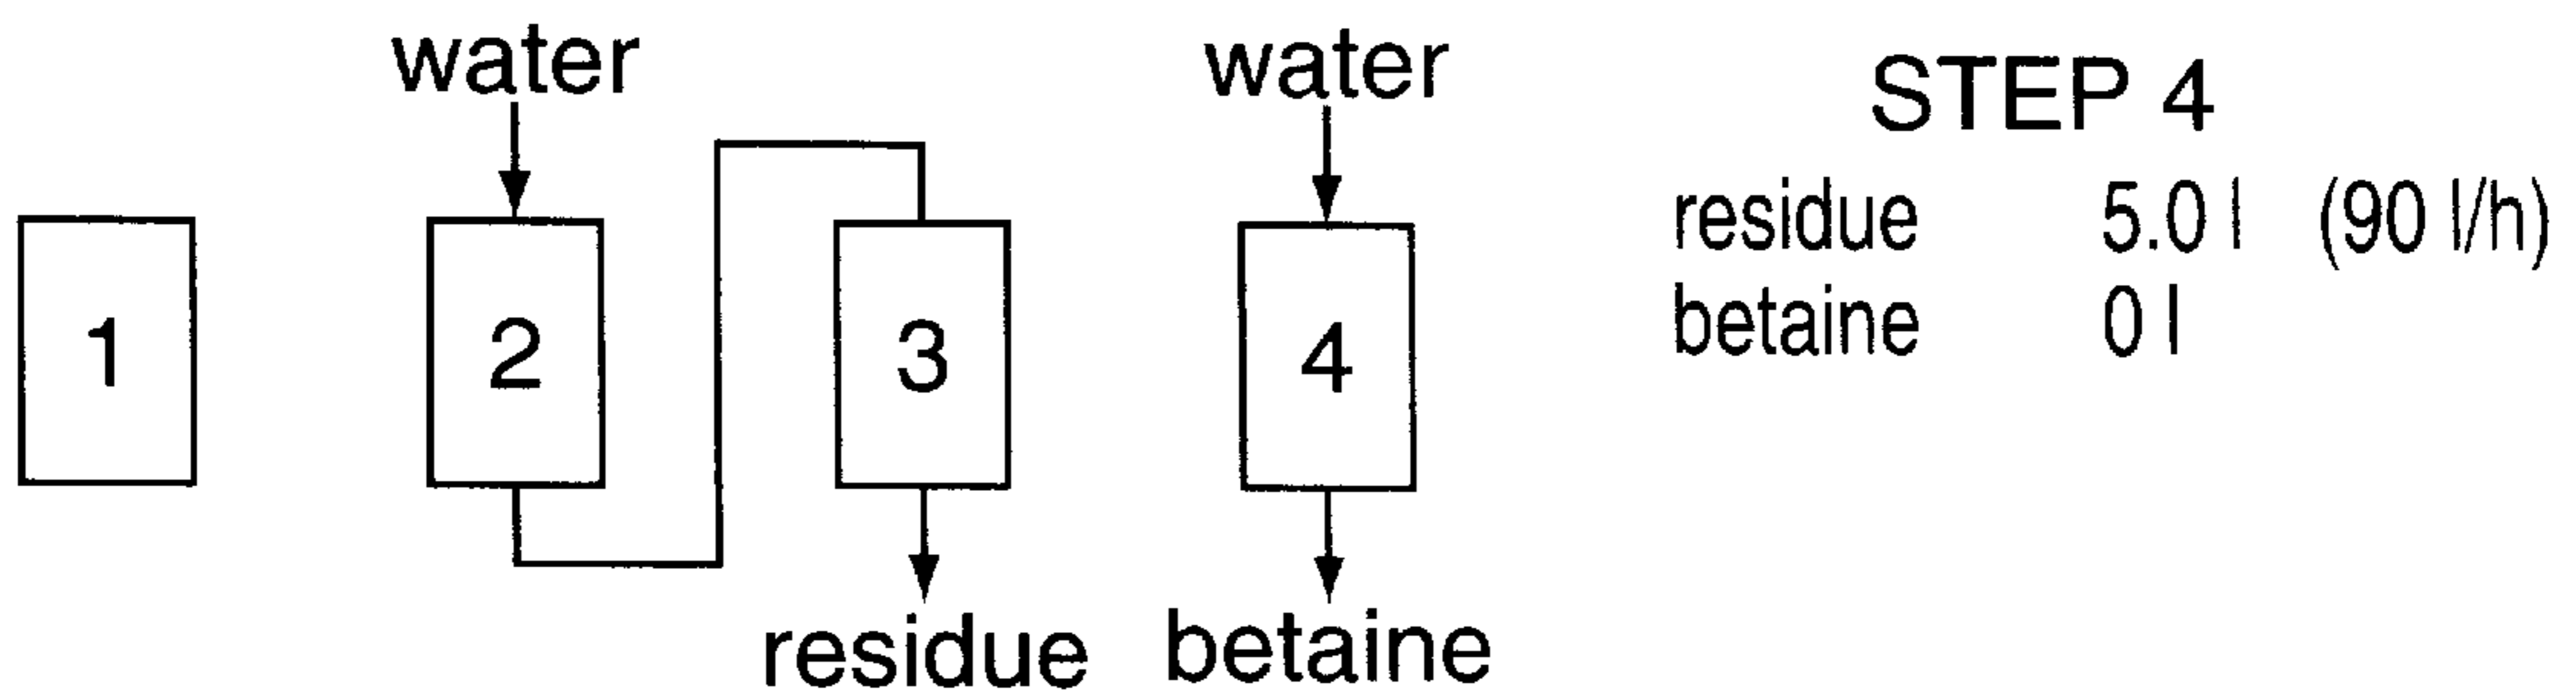 water
water
STEP 4
residue 5.0 l (90 l/h)
betaine 0 l
1
2
3
4
residue
betaine